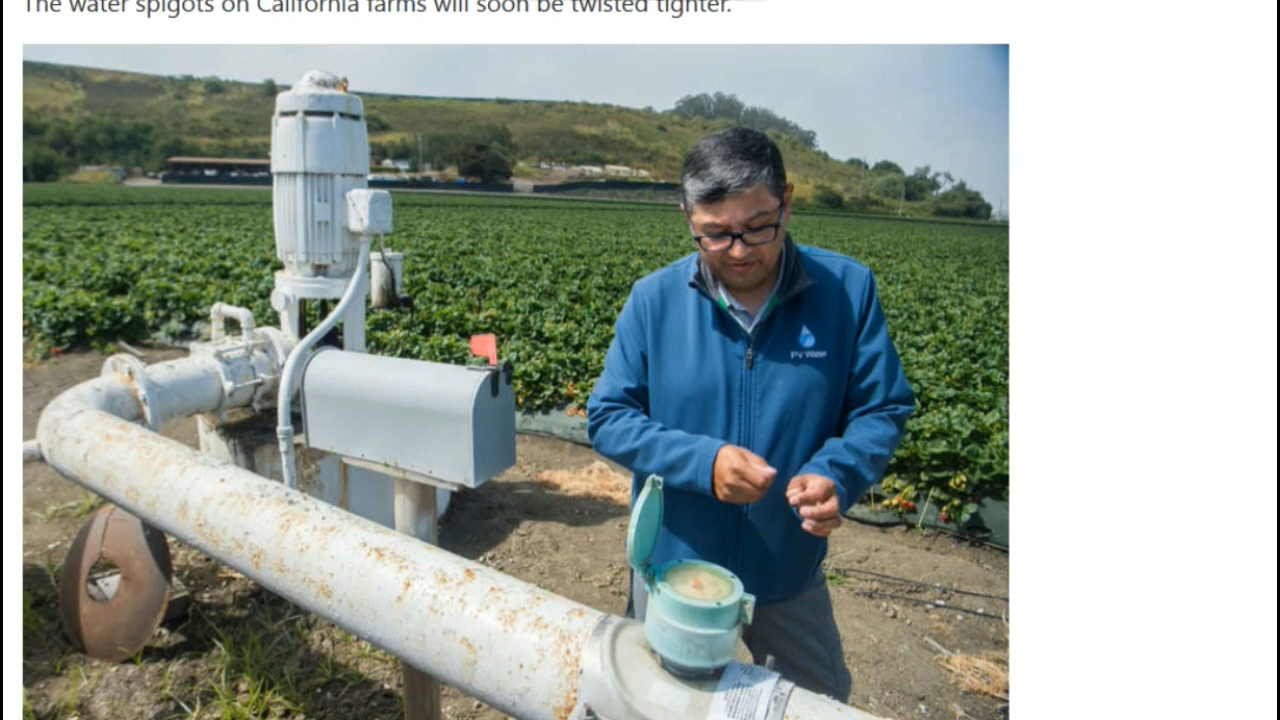 The water spigots on California farms will soon be twisted tighter.
PV Water